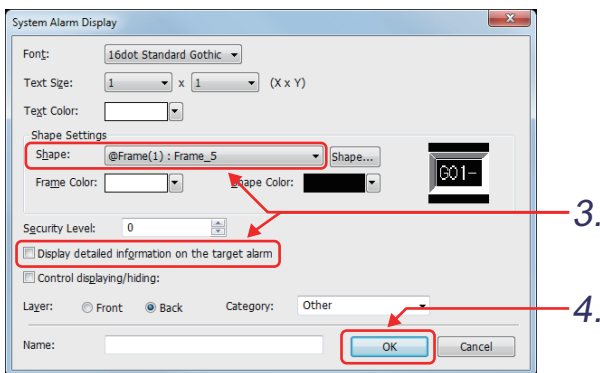 System Alarm Display
Font: 16dot Standard Gothic
Text Size: 1 x 1 (X x Y)
Text Color:
Shape Settings
Shape: @Frame(1) : Frame_5 Shape...
G01-
Frame Color: Shape Color:
3.
Security Level: 0
Display detailed information on the target alarm
Control displaying/hiding:
Layer: Front Back Category: Other
4.
Name: OK Cancel